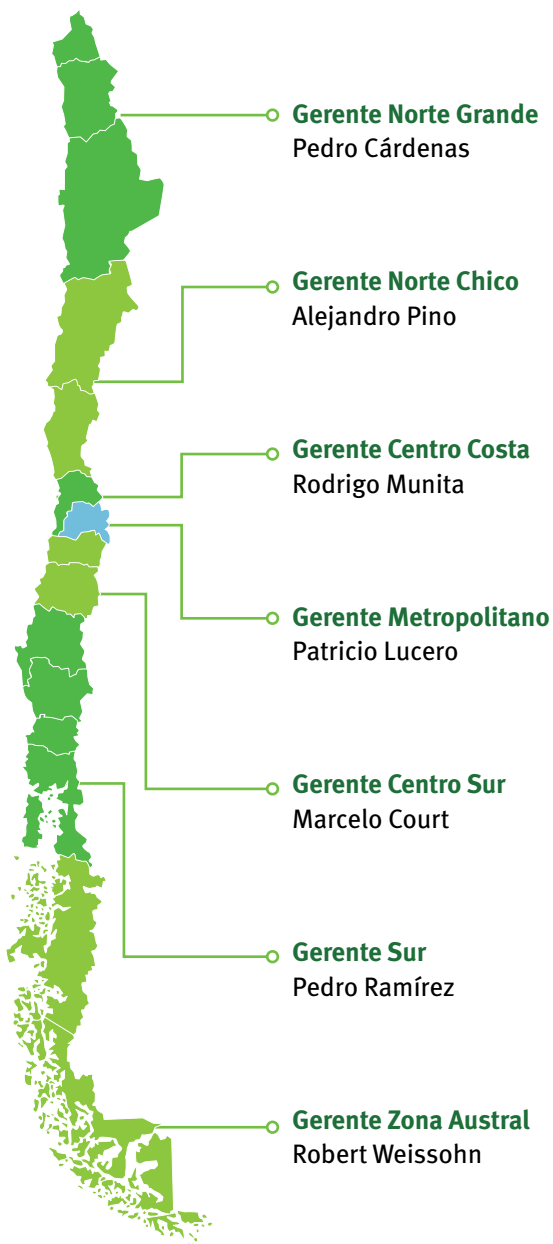 Gerente Norte Grande
Pedro Cárdenas
Gerente Norte Chico
Alejandro Pino
Gerente Centro Costa
Rodrigo Munita
Gerente Metropolitano
Patricio Lucero
Gerente Centro Sur
Marcelo Court
Gerente Sur
Pedro Ramírez
Gerente Zona Austral
Robert Weissohn